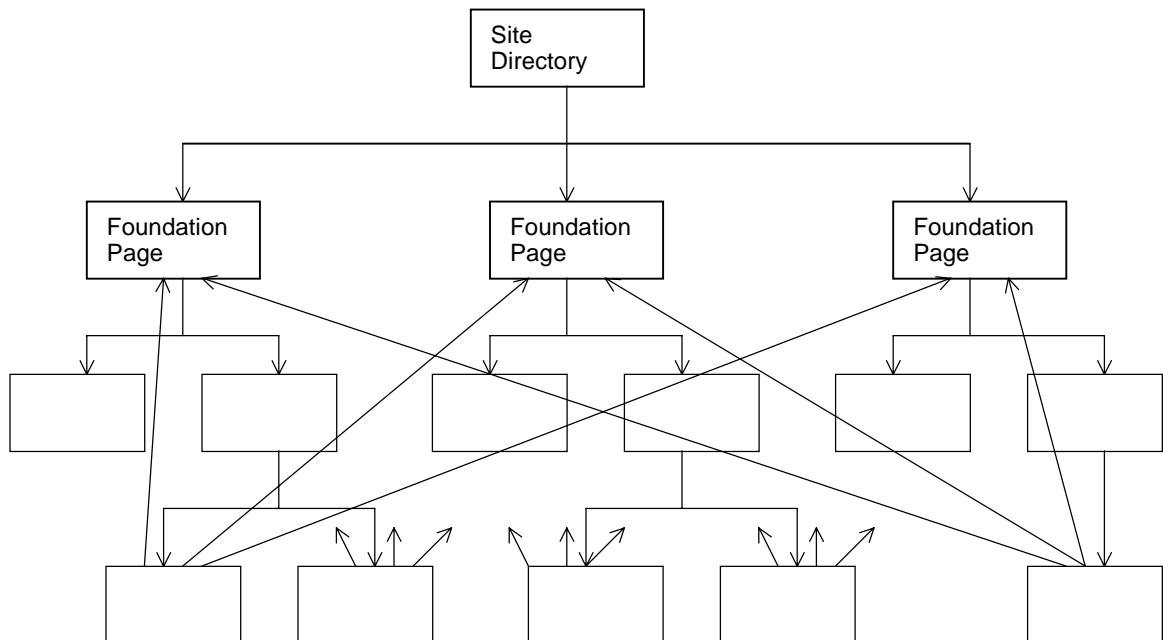 Site
Directory
Foundation
Page
Foundation
Page
Foundation
Page